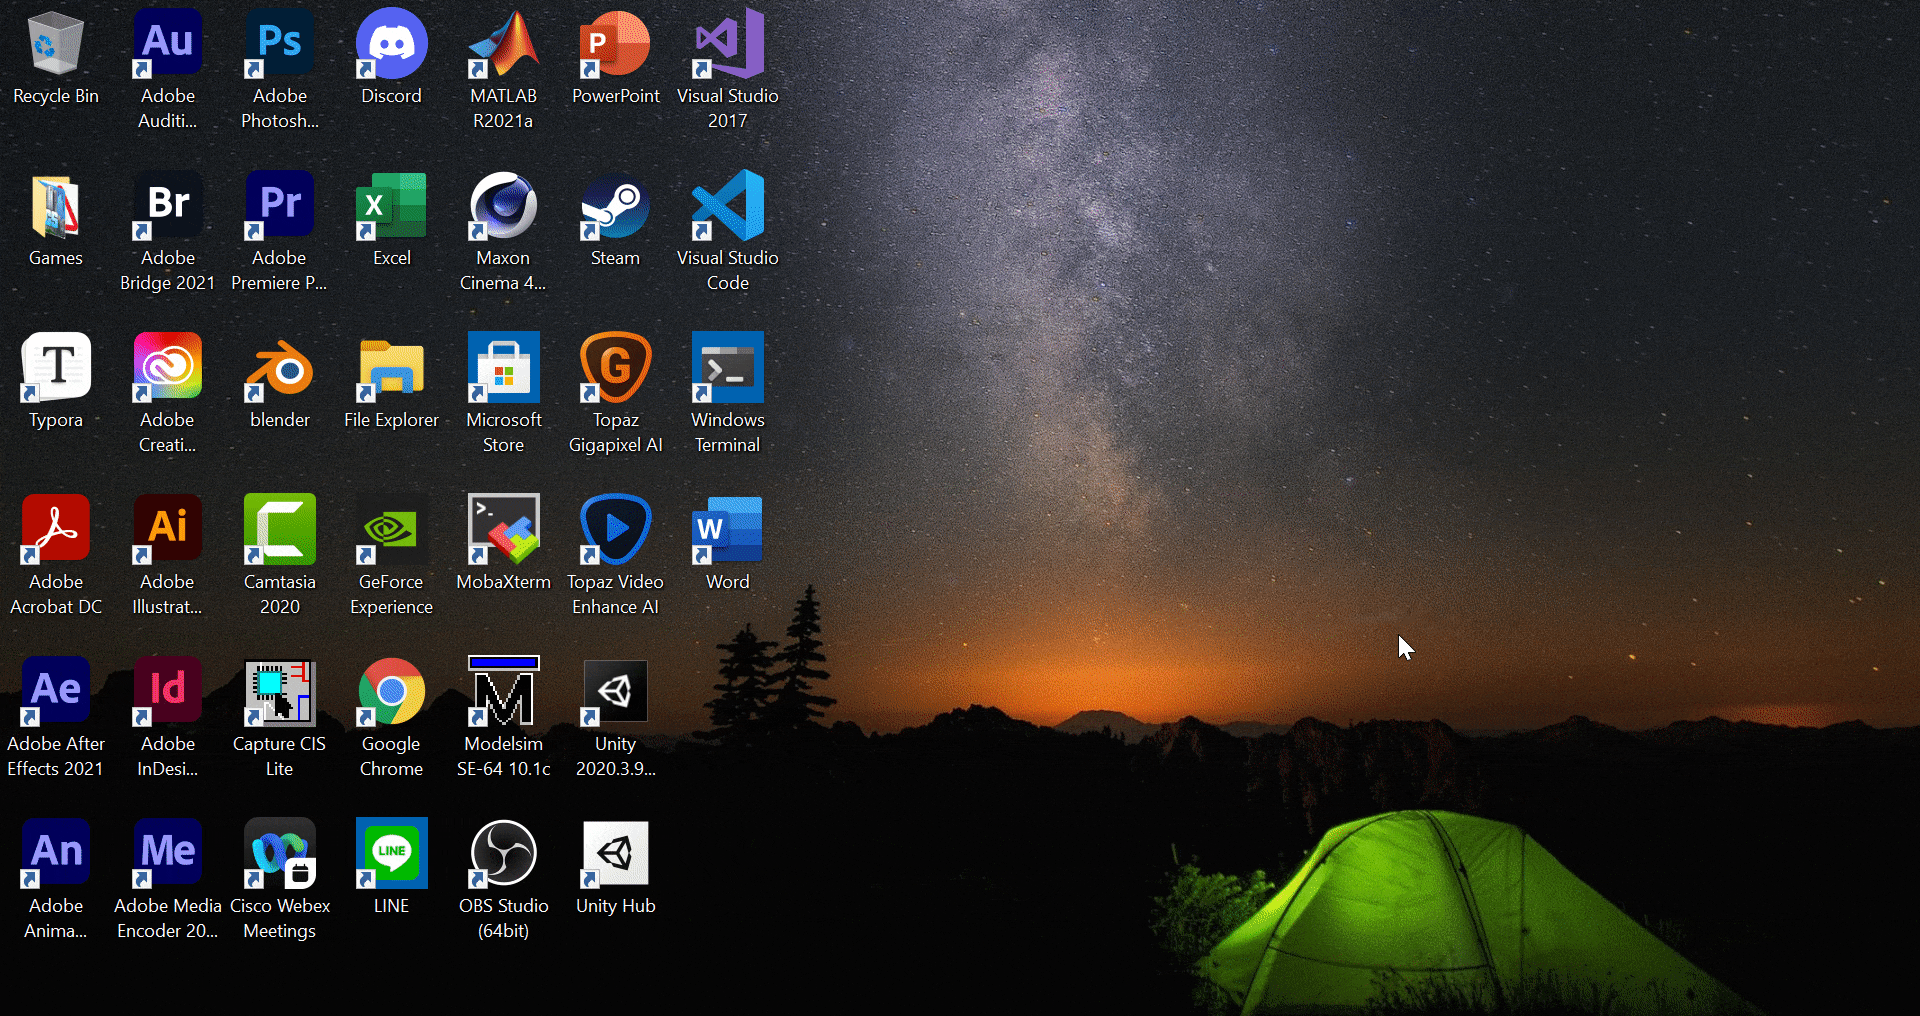 Au
Ps
P
Recycle Bin
Adobe
Auditi...
Adobe
Photosh...
Discord
MATLAB
R2021a
PowerPoint
Visual Studio
2017
Br
Pr
X
Games
Adobe
Bridge 2021
Adobe
Premiere P...
Excel
Maxon
Cinema 4...
Steam
Visual Studio
Code
T
G
>_
Typora
Adobe
Creati...
blender
File Explorer
Microsoft
Store
Topaz
Gigapixel AI
Windows
Terminal
Ai
C
>_
W
Adobe
Acrobat DC
Adobe
Illustrat...
Camtasia
2020
GeForce
Experience
MobaXterm
Topaz Video
Enhance AI
Word
Ae
Id
M
Adobe After
Effects 2021
Adobe
InDesi...
Capture CIS
Lite
Google
Chrome
Modelsim
SE-64 10.1c
Unity
2020.3.9...
An
Me
LINE
Adobe
Anima...
Adobe Media
Encoder 20...
Cisco Webex
Meetings
LINE
OBS Studio
(64bit)
Unity Hub